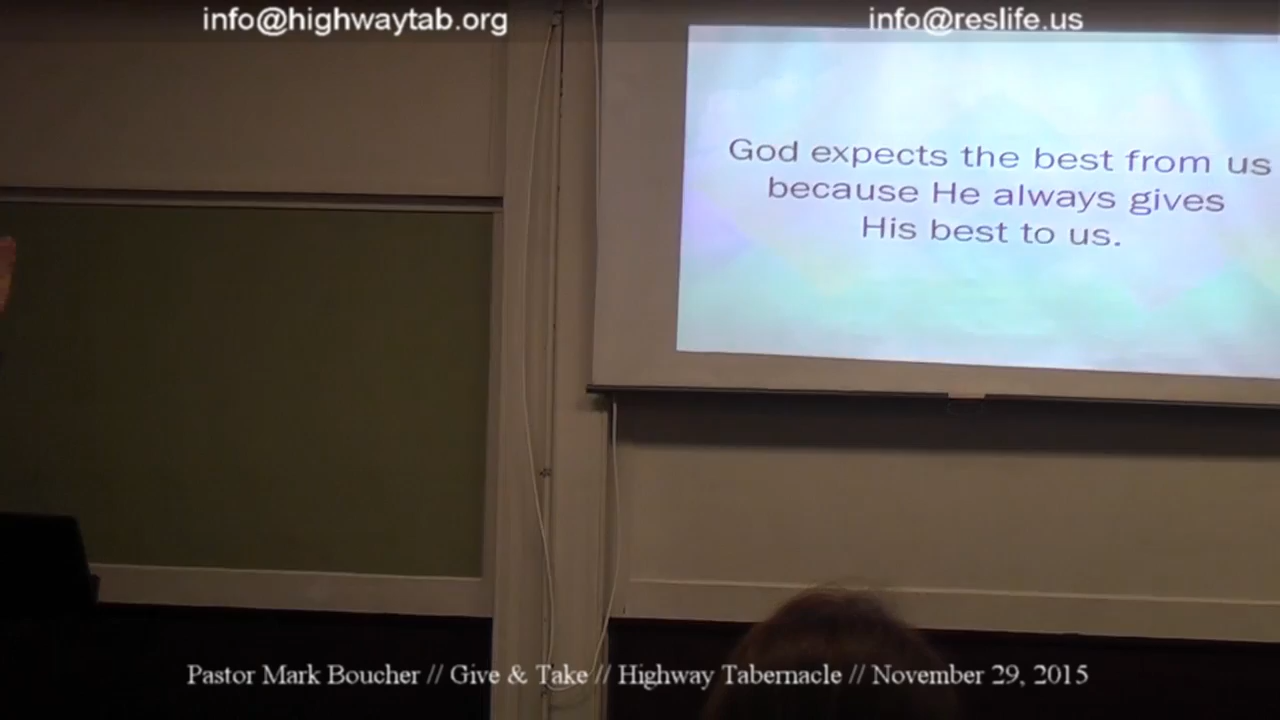 info@highwaytab.org
info@reslife.us
God expects the best from us
because He always gives
His best to us.
Pastor Mark Boucher // Give & Take // Highway Tabernacle // November 29, 2015